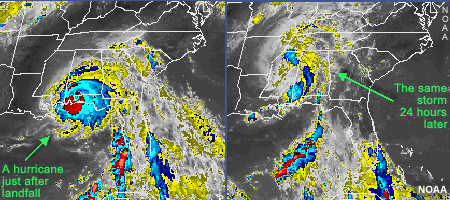 A hurricane
just after
landfall
NOAA
The same
storm
24 hours
later
NOAA